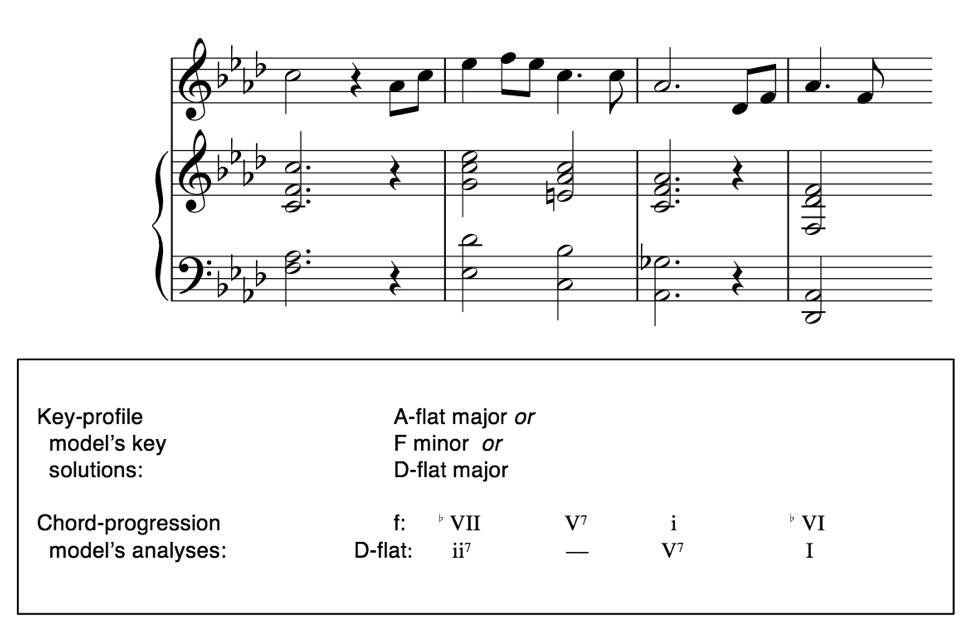 Key-profile A-flat major or
model's key F minor or
solutions: D-flat major
Chord-progression f: ♭VII V⁷ i ♭VI
model's analyses: D-flat: ii⁷ — V⁷ I